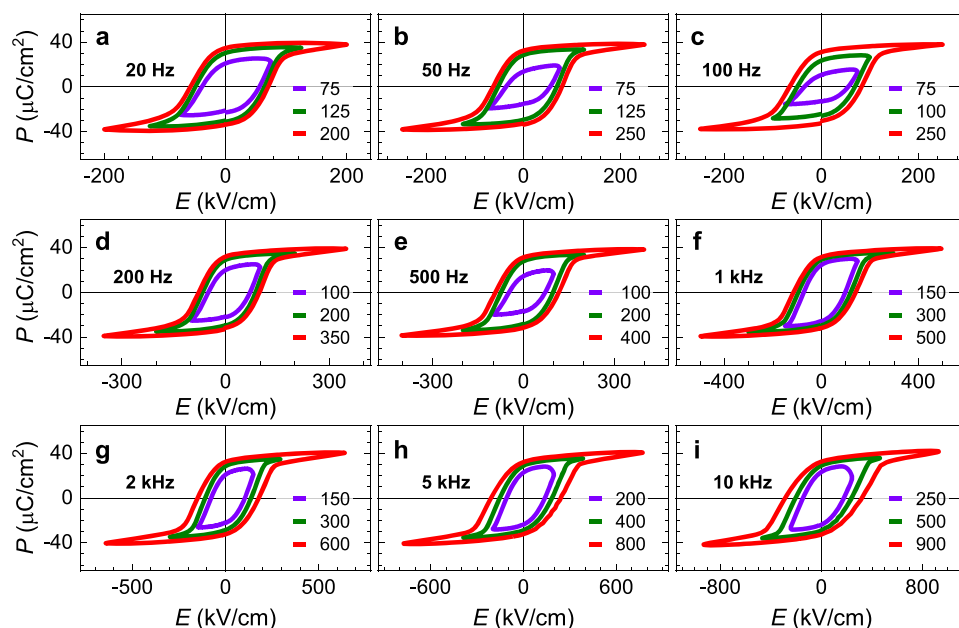 a
20 Hz
75
125
200
b
50 Hz
75
125
250
c
100 Hz
75
100
250
P (μC/cm²)
40
0
-40
-200 0 200
-200 0 200
-200 0 200
E (kV/cm)
E (kV/cm)
E (kV/cm)
d
200 Hz
100
200
350
e
500 Hz
100
200
400
f
1 kHz
150
300
500
P (μC/cm²)
40
0
-40
-300 0 300
-300 0 300
-400 0 400
E (kV/cm)
E (kV/cm)
E (kV/cm)
g
2 kHz
150
300
600
h
5 kHz
200
400
800
i
10 kHz
250
500
900
P (μC/cm²)
40
0
-40
-500 0 500
-600 0 600
-800 0 800
E (kV/cm)
E (kV/cm)
E (kV/cm)